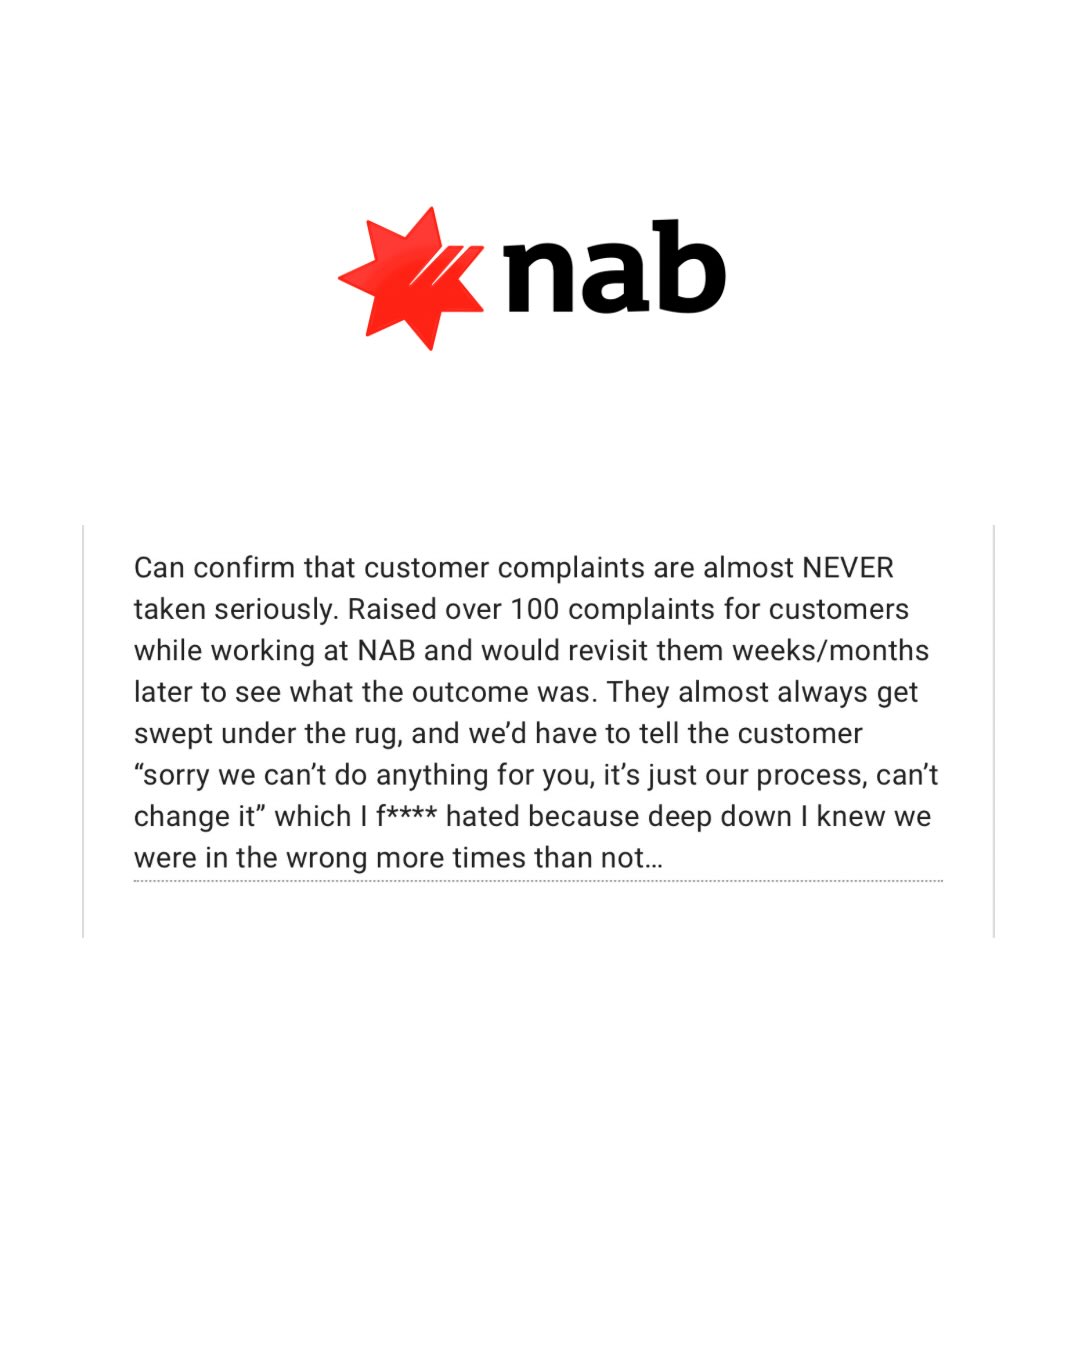 nab
Can confirm that customer complaints are almost NEVER
taken seriously. Raised over 100 complaints for customers
while working at NAB and would revisit them weeks/months
later to see what the outcome was. They almost always get
swept under the rug, and we’d have to tell the customer
“sorry we can’t do anything for you, it’s just our process, can’t
change it” which I f**** hated because deep down I knew we
were in the wrong more times than not…